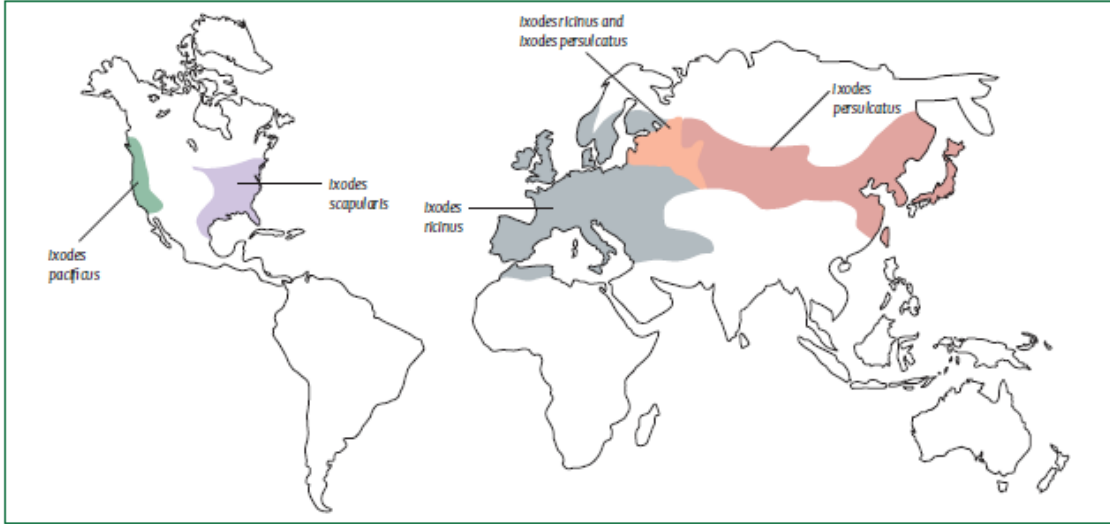 Ixodes ricinus and
Ixodes persulcatus
Ixodes
persulcatus
Ixodes
scapularis
Ixodes
ricinus
Ixodes
pacificus